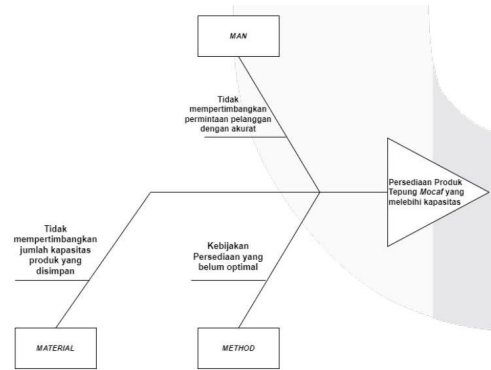 MAN
Tidak
mempertimbangkan
permintaan pelanggan
dengan akurat
Persediaan Produk
Tepung Mocaf yang
melebihi kapasitas
Tidak
mempertimbangkan
jumlah kapasitas
produk yang
disimpan
Kebijakan
Persediaan yang
belum optimal
MATERIAL
METHOD